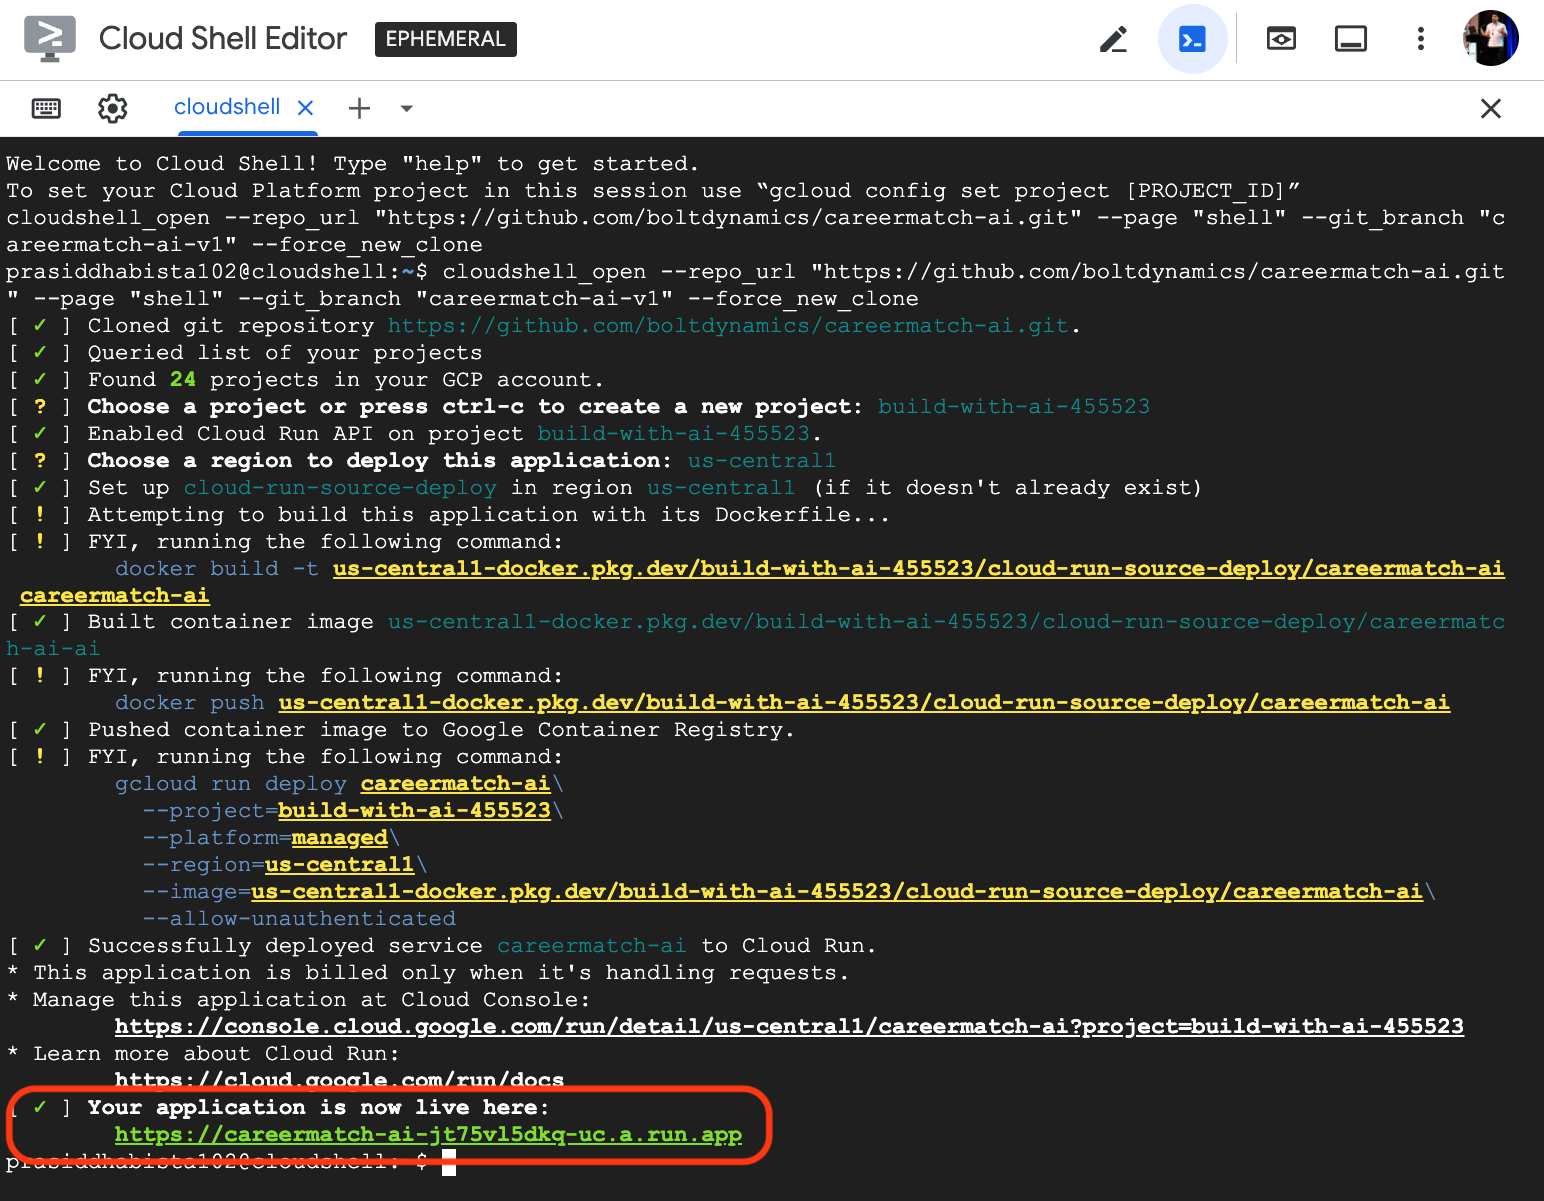 Cloud Shell Editor EPHEMERAL
cloudshell
Welcome to Cloud Shell! Type "help" to get started.
To set your Cloud Platform project in this session use “gcloud config set project [PROJECT_ID]”
cloudshell_open --repo_url "https://github.com/boltdynamics/careermatch-ai.git" --page "shell" --git_branch "c
areermatch-ai-v1" --force_new_clone
prasiddhabista102@cloudshell:~$ cloudshell_open --repo_url "https://github.com/boltdynamics/careermatch-ai.git
" --page "shell" --git_branch "careermatch-ai-v1" --force_new_clone
[ ✓ ] Cloned git repository https://github.com/boltdynamics/careermatch-ai.git.
[ ✓ ] Queried list of your projects
[ ✓ ] Found 24 projects in your GCP account.
[ ? ] Choose a project or press ctrl-c to create a new project: build-with-ai-455523
[ ✓ ] Enabled Cloud Run API on project build-with-ai-455523.
[ ? ] Choose a region to deploy this application: us-central1
[ ✓ ] Set up cloud-run-source-deploy in region us-central1 (if it doesn't already exist)
[ ! ] Attempting to build this application with its Dockerfile...
[ ! ] FYI, running the following command:
docker build -t us-central1-docker.pkg.dev/build-with-ai-455523/cloud-run-source-deploy/careermatch-ai
careermatch-ai
[ ✓ ] Built container image us-central1-docker.pkg.dev/build-with-ai-455523/cloud-run-source-deploy/careermatc
h-ai-ai
[ ! ] FYI, running the following command:
docker push us-central1-docker.pkg.dev/build-with-ai-455523/cloud-run-source-deploy/careermatch-ai
[ ✓ ] Pushed container image to Google Container Registry.
[ ! ] FYI, running the following command:
gcloud run deploy careermatch-ai\
--project=build-with-ai-455523\
--platform=managed\
--region=us-central1\
--image=us-central1-docker.pkg.dev/build-with-ai-455523/cloud-run-source-deploy/careermatch-ai\
--allow-unauthenticated
[ ✓ ] Successfully deployed service careermatch-ai to Cloud Run.
* This application is billed only when it's handling requests.
* Manage this application at Cloud Console:
https://console.cloud.google.com/run/detail/us-central1/careermatch-ai?project=build-with-ai-455523
* Learn more about Cloud Run:
https://cloud.google.com/run/docs
[ ✓ ] Your application is now live here:
https://careermatch-ai-jt75vl5dkq-uc.a.run.app
prasiddhabista102@cloudshell:~$